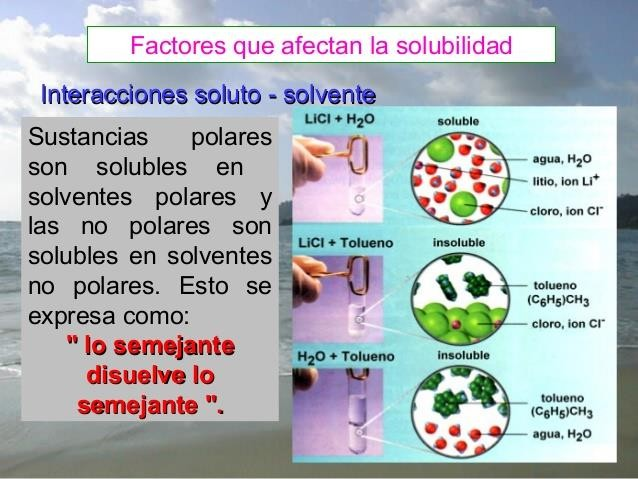 Factores que afectan la solubilidad
Interacciones soluto - solvente
Sustancias polares
son solubles en
solventes polares y
las no polares son
solubles en solventes
no polares. Esto se
expresa como:
" lo semejante
disuelve lo
semejante ".
LiCl + H₂O
soluble
agua, H₂O
litio, ion Li⁺
cloro, ion Cl⁻
LiCl + Tolueno
insoluble
tolueno
(C₆H₅)CH₃
cloro, ion Cl⁻
H₂O + Tolueno
insoluble
tolueno
(C₆H₅)CH₃
agua, H₂O